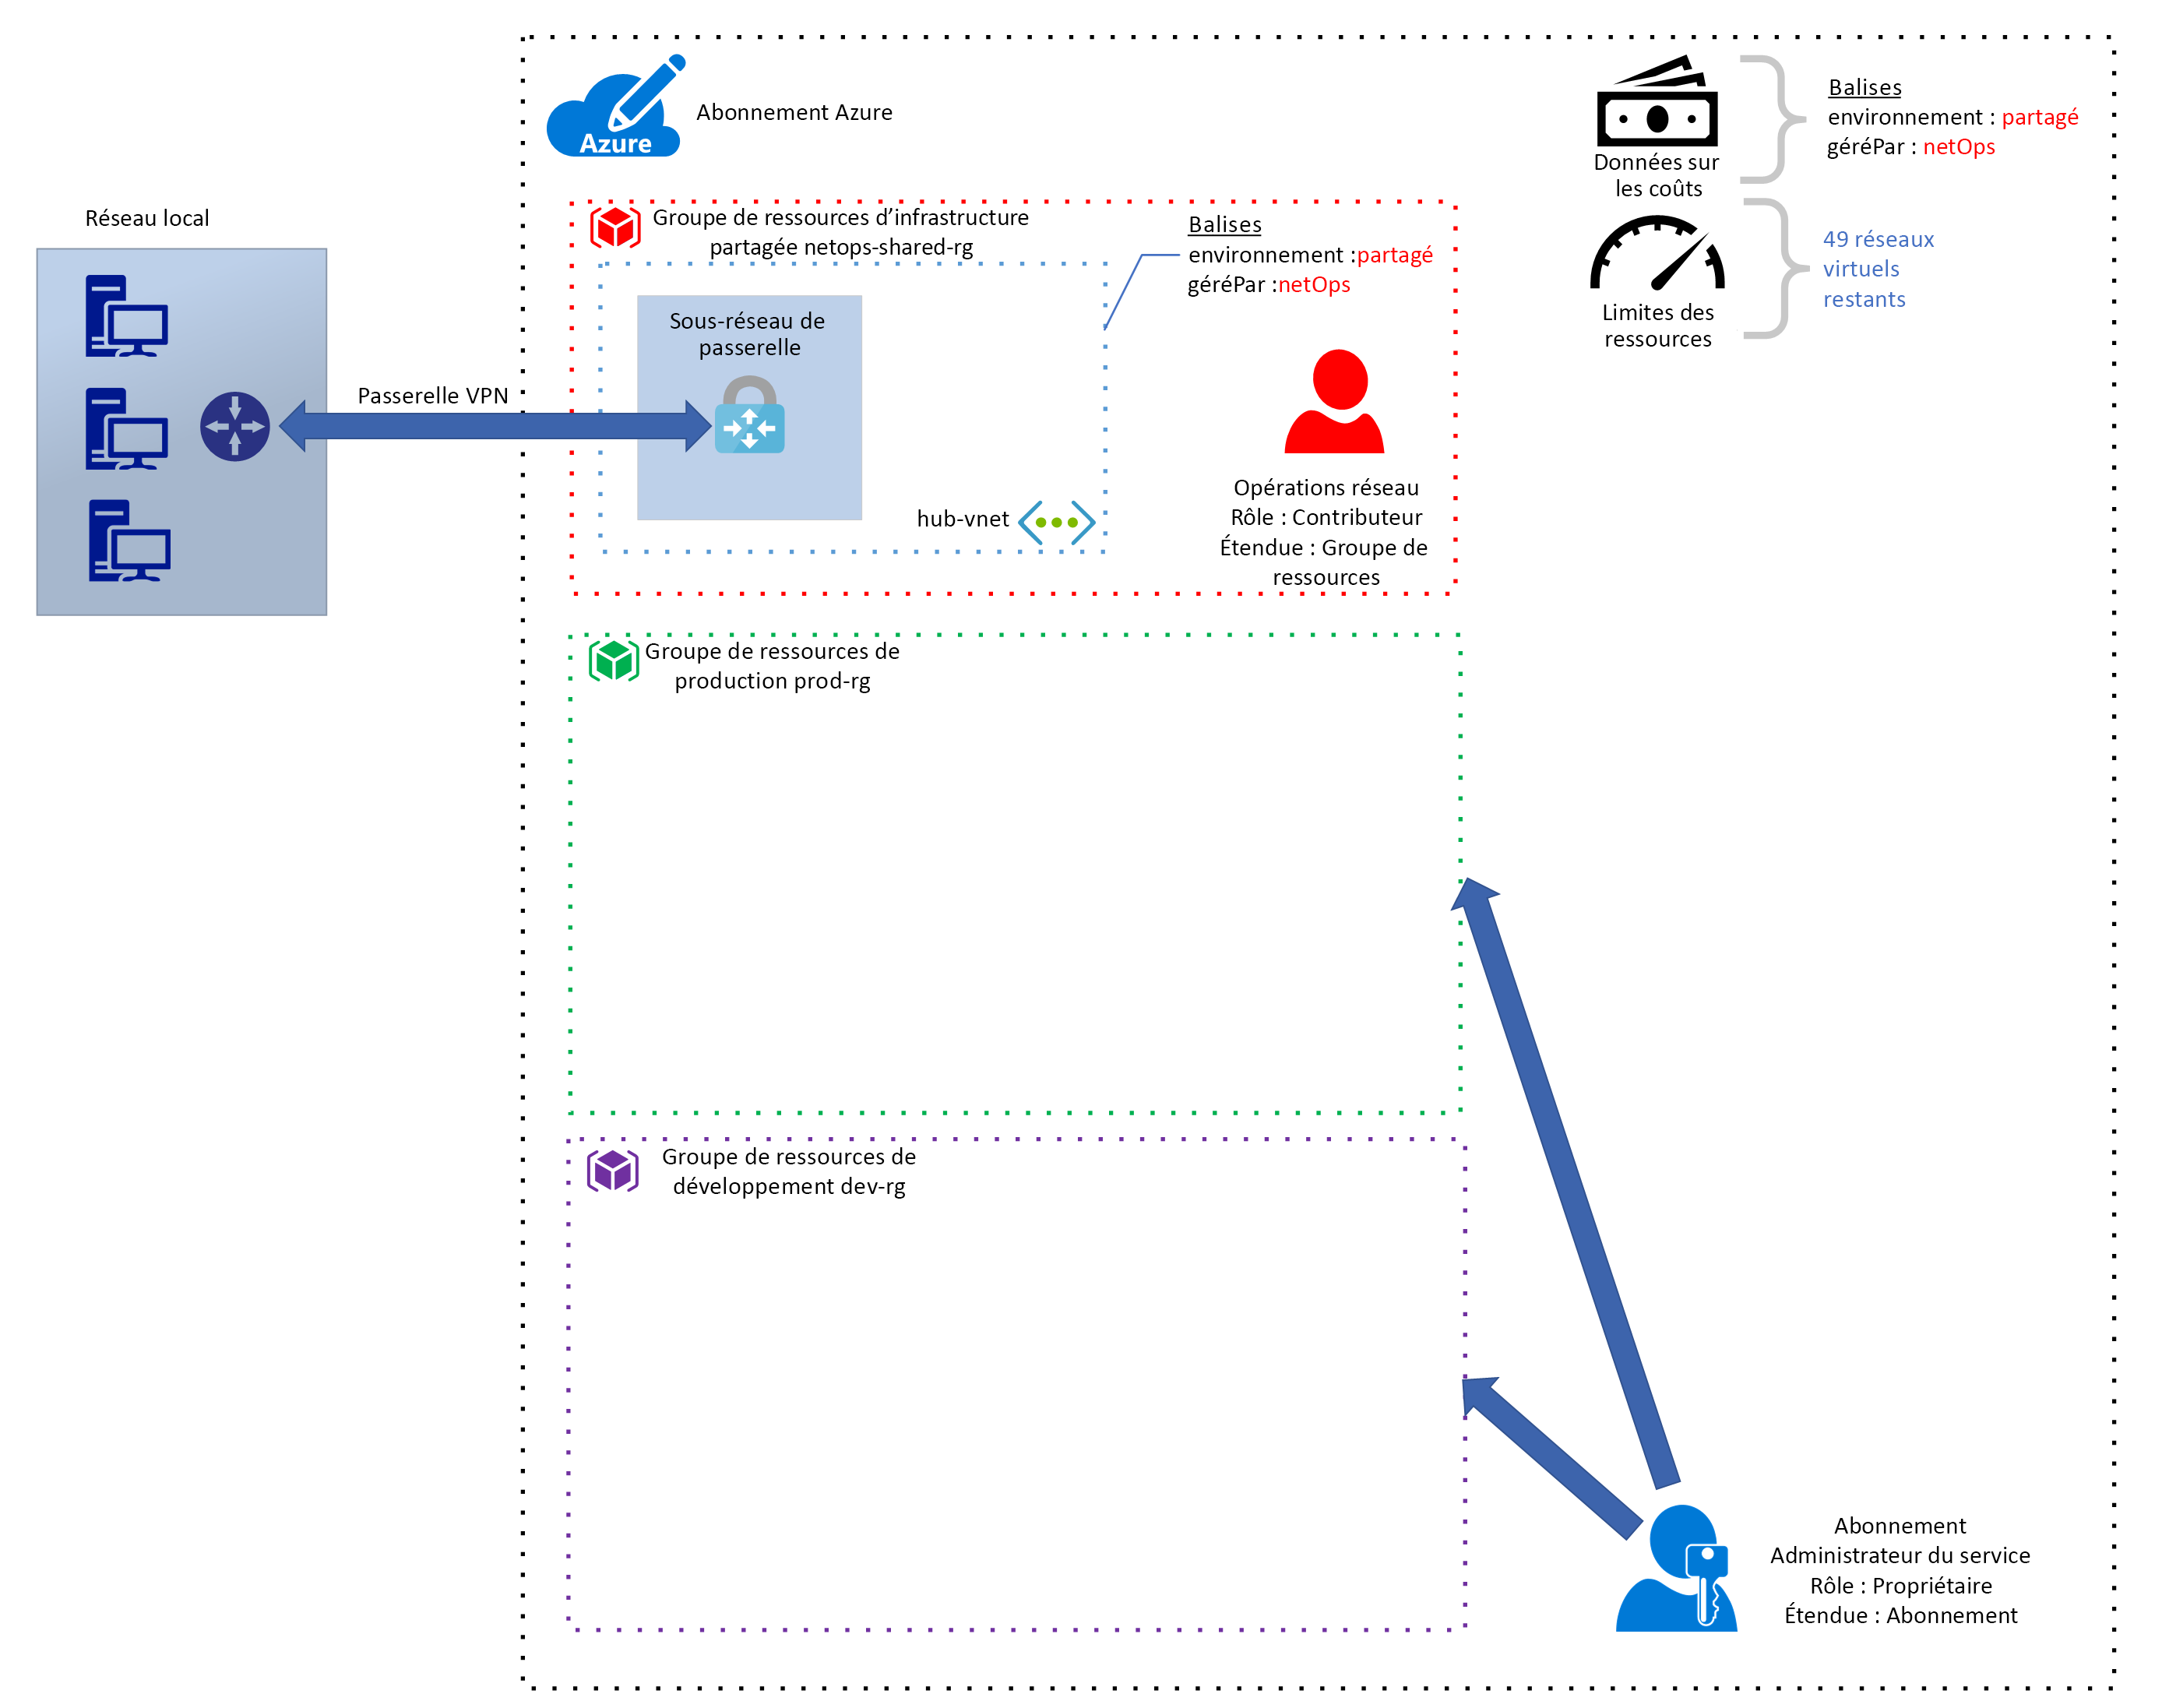 Abonnement Azure
Azure
Données sur
les coûts
Balises
environnement : partagé
géréPar : netOps
Réseau local
Groupe de ressources d’infrastructure
partagée netops-shared-rg
Balises
environnement :partagé
géréPar :netOps
49 réseaux
virtuels
restants
Limites des
ressources
Sous-réseau de
passerelle
Passerelle VPN
hub-vnet
Opérations réseau
Rôle : Contributeur
Étendue : Groupe de
ressources
Groupe de ressources de
production prod-rg
Groupe de ressources de
développement dev-rg
Abonnement
Administrateur du service
Rôle : Propriétaire
Étendue : Abonnement